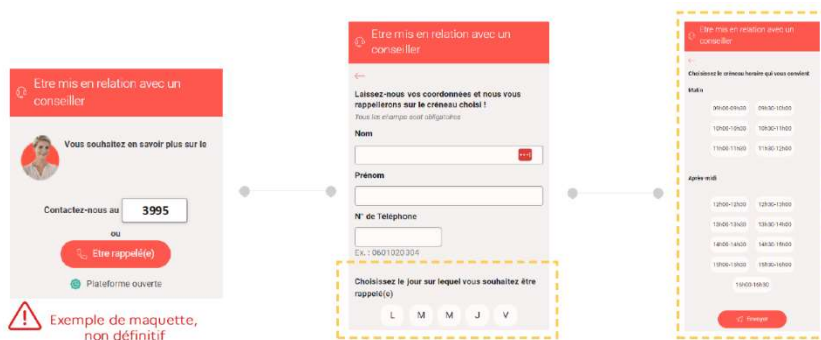 Etre mis en relation avec un
conseiller
Vous souhaitez en savoir plus sur le
Contactez-nous au 3995
ou
Etre rappelé(e)
Plateforme ouverte
Exemple de maquette,
non définitif
Etre mis en relation avec un
conseiller
Laissez-nous vos coordonnées et nous vous
rappellerons sur le créneau choisi !
Tous les champs sont obligatoires
Nom
Prénom
N° de Téléphone
Ex. : 0601020304
Choisissez le jour sur lequel vous souhaitez être
rappelé(e)
L M M J V
Etre mis en relation avec un
conseiller
Choisissez le créneau horaire qui vous convient
Matin
09h00-09h30 09h30-10h00
10h00-10h30 10h30-11h00
11h00-11h30 11h30-12h00
Après-midi
12h00-12h30 12h30-13h00
13h00-13h30 13h30-14h00
14h00-14h30 14h30-15h00
15h00-15h30 15h30-16h00
16h00-16h30
Envoyer